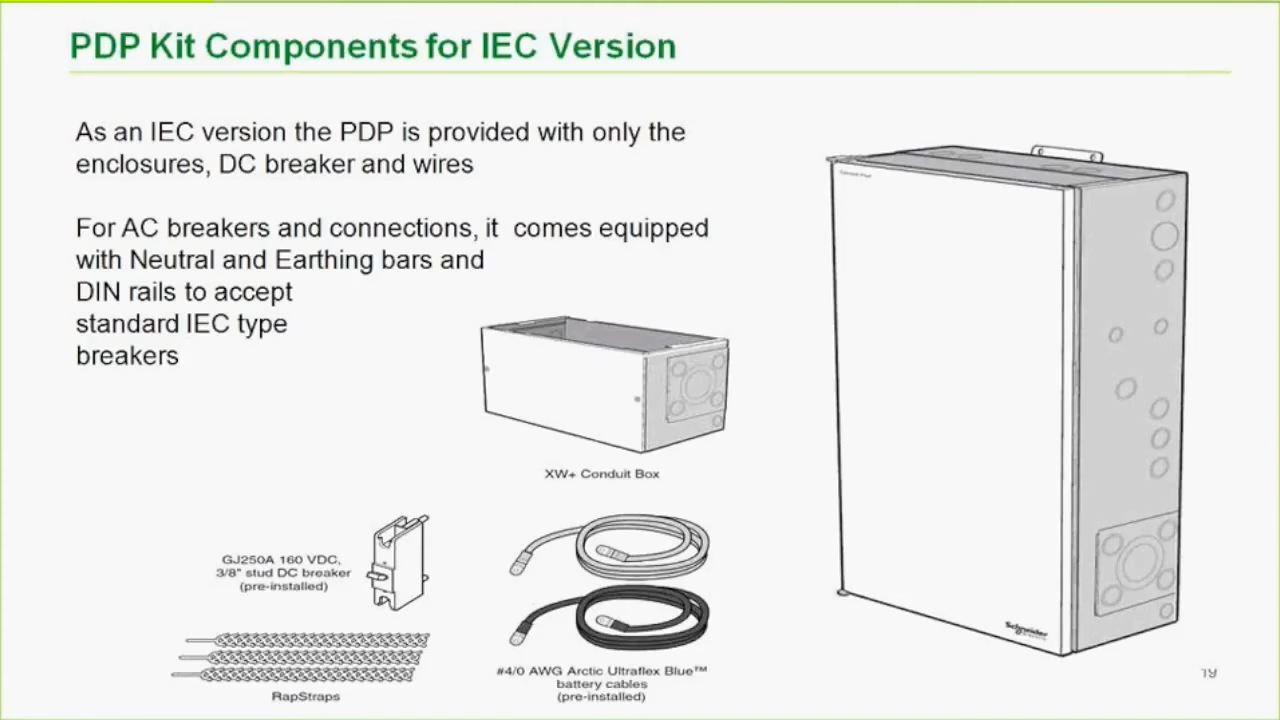 PDP Kit Components for IEC Version
As an IEC version the PDP is provided with only the
enclosures, DC breaker and wires
For AC breakers and connections, it comes equipped
with Neutral and Earthing bars and
DIN rails to accept
standard IEC type
breakers
XW+ Conduit Box
GJ250A 160 VDC,
3/8" stud DC breaker
(pre-installed)
RapStraps
#4/0 AWG Arctic Ultraflex Blue™
battery cables
(pre-installed)
Schneider
Electric
19